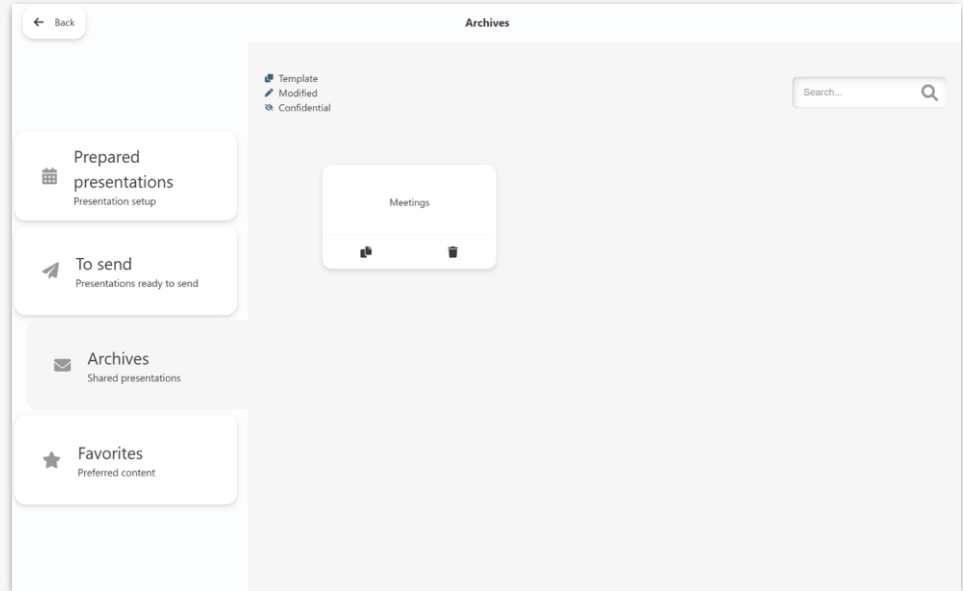 Back
Archives
Template
Modified
Confidential
Search...
Prepared
presentations
Presentation setup
To send
Presentations ready to send
Archives
Shared presentations
Favorites
Preferred content
Meetings